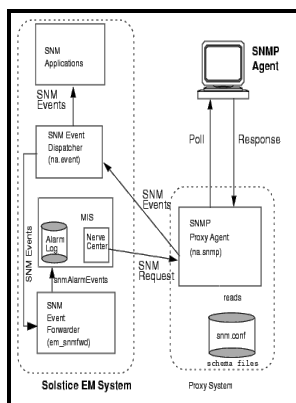 SNM
Applications
SNM
Events
SNM Event
Dispatcher
(na.event)
SNM Events
MIS
Alarm
Log
Nerve
Center
snmAlarmEvents
SNM
Event
Forwarder
(em_snmfwd)
Solstice EM System
SNMP
Agent
Poll
Response
SNM
Events
SNM
Request
SNMP
Proxy Agent
(na.snmp)
reads
snm.conf
schema files
Proxy System